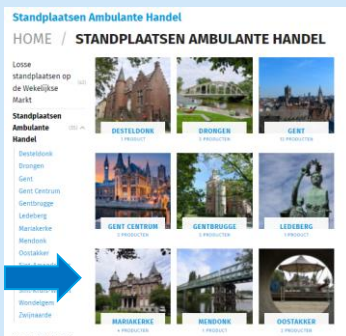 Standplaatsen Ambulante Handel
HOME / STANDPLAATSEN AMBULANTE HANDEL
Losse
standplaatsen op
de Wekelijkse
Markt
Standplaatsen
Ambulante
Handel
Desteldonk
Drongen
Gent
Gent Centrum
Gentbrugge
Ledeberg
Mariakerke
Mendonk
Oostakker
Wondelgem
Zwijnaarde
DESTELDONK
1 PRODUCT
DRONGEN
GENT
GENT CENTRUM
GENTBRUGGE
LEDEBERG
1 PRODUCT
MARIAKERKE
4 PRODUCTEN
MENDONK
1 PRODUCT
OOSTAKKER